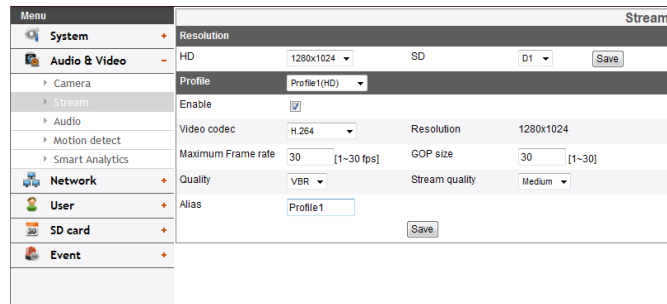 Menu
Stream
System +
Audio & Video -
Camera
Stream
Audio
Motion detect
Smart Analytics
Network +
User +
30 SD card +
Event +
Resolution
HD 1280x1024 SD D1 Save
Profile Profile1(HD)
Enable
Video codec H.264 Resolution 1280x1024
Maximum Frame rate 30 [1~30 fps] GOP size 30 [1~30]
Quality VBR Stream quality Medium
Alias Profile1
Save